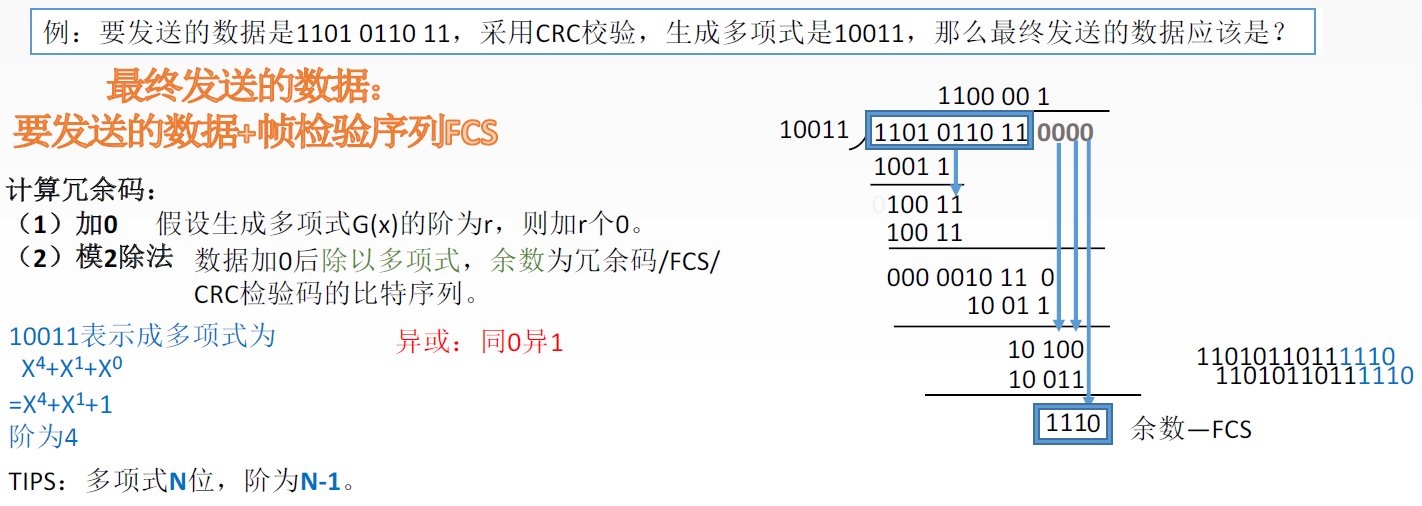 例：要发送的数据是1101 0110 11，采用CRC校验，生成多项式是10011，那么最终发送的数据应该是？
最终发送的数据：
要发送的数据+帧检验序列FCS
计算冗余码：
（1）加0 假设生成多项式G(x)的阶为r，则加r个0。
（2）模2除法 数据加0后除以多项式，余数为冗余码/FCS/
CRC检验码的比特序列。
10011表示成多项式为
X⁴+X¹+X⁰
=X⁴+X¹+1
阶为4
TIPS：多项式N位，阶为N-1。
异或：同0异1
1100 00 1
10011 1101 0110 11 0000
1001 1
0100 11
100 11
000 0010 11 0
10 01 1
10 100
10 011
1110 余数—FCS
11010110111110
11010110111110